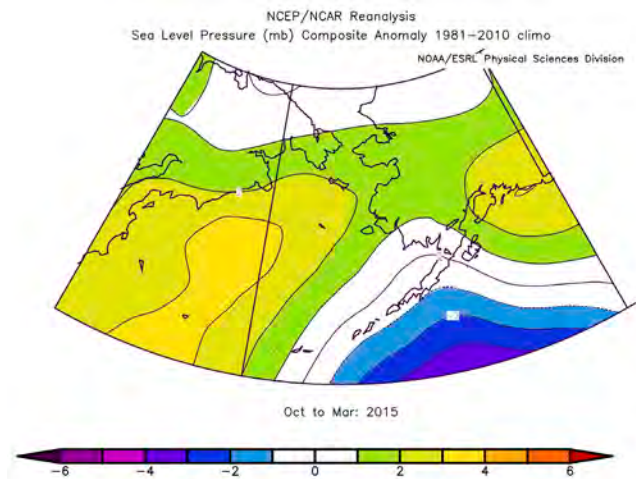 NCEP/NCAR Reanalysis
Sea Level Pressure (mb) Composite Anomaly 1981–2010 climo
NOAA/ESRL Physical Sciences Division
Oct to Mar: 2015
−6 −4 −2 0 2 4 6